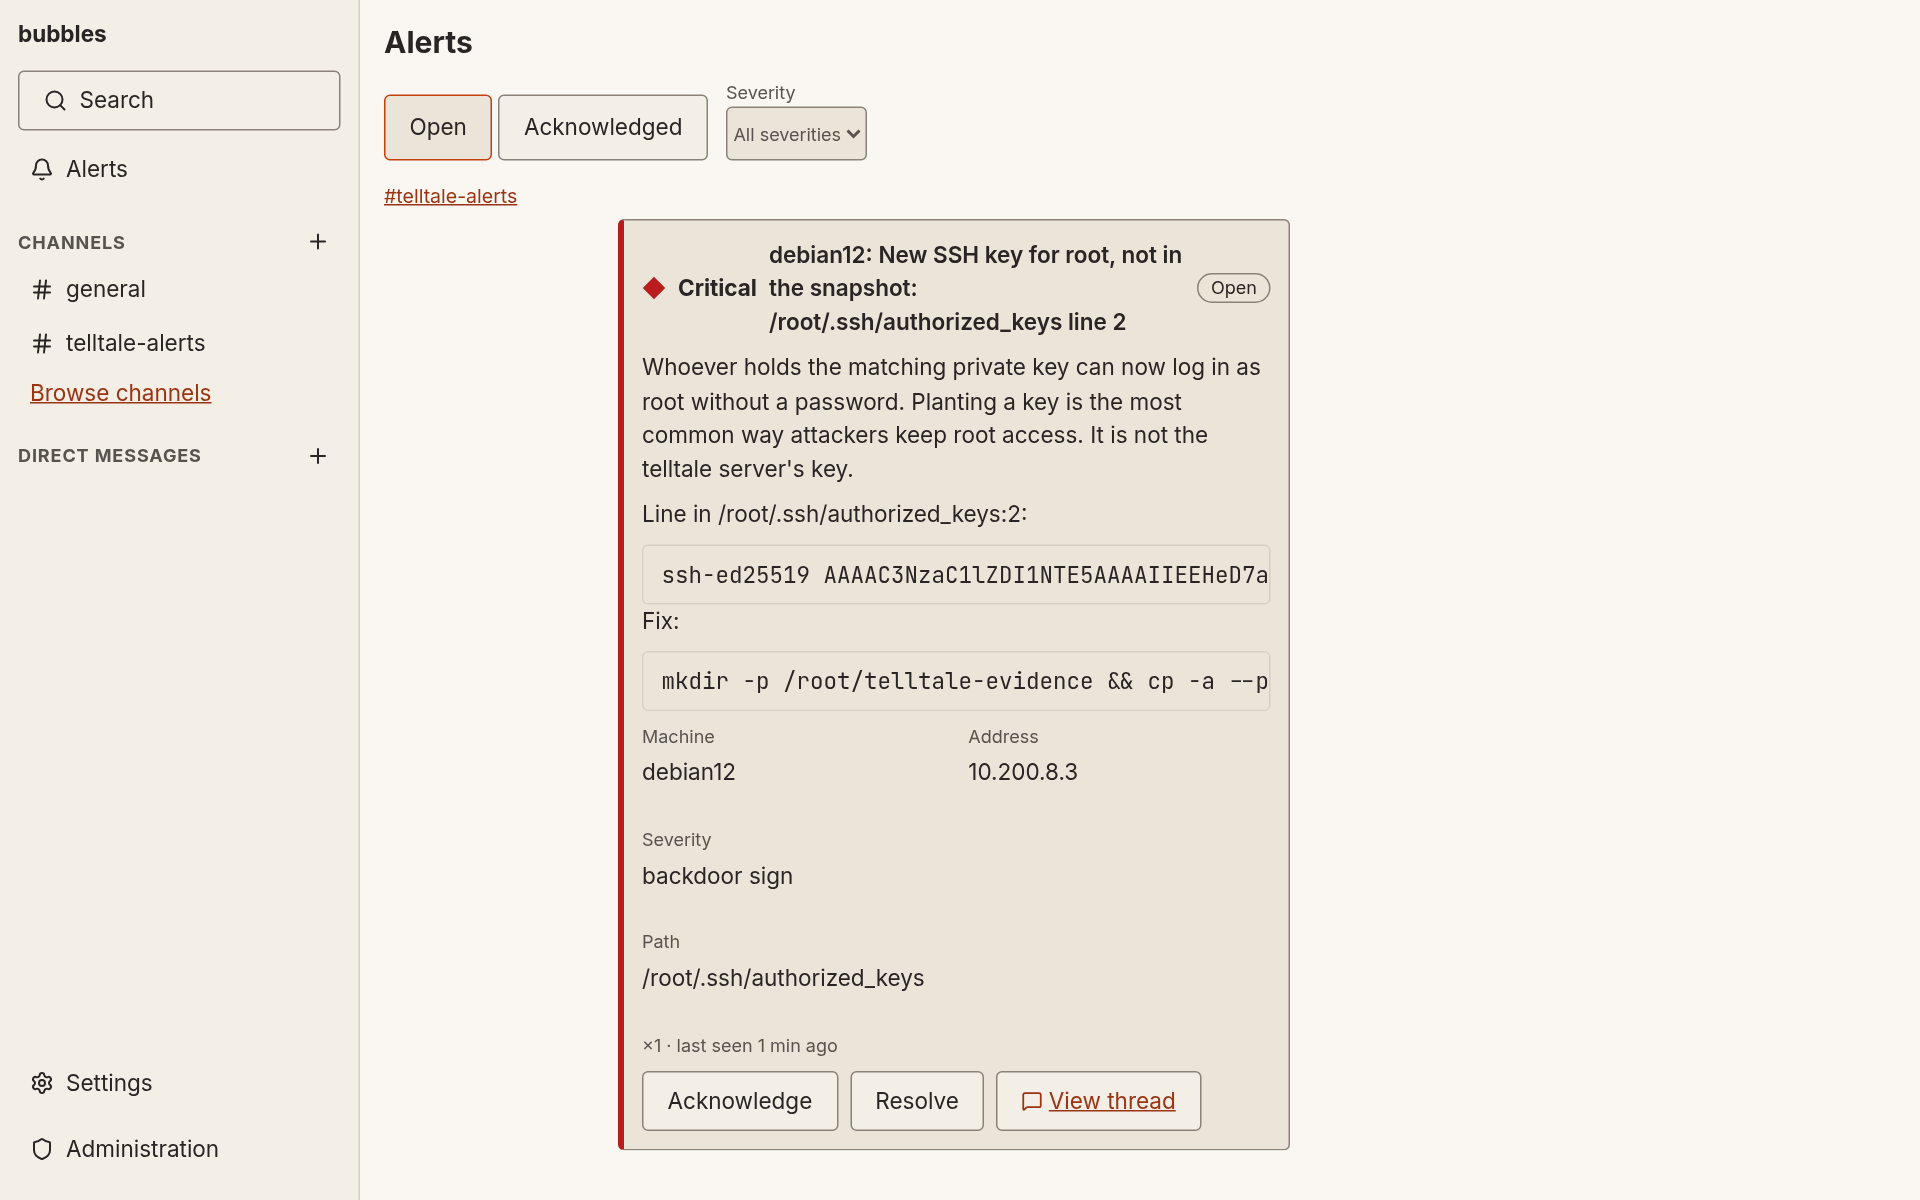 bubbles
Search
Alerts
CHANNELS
general
telltale-alerts
Browse channels
DIRECT MESSAGES
Settings
Administration
Alerts
Open
Acknowledged
Severity
All severities
#telltale-alerts
Critical
debian12: New SSH key for root, not in
the snapshot:
/root/.ssh/authorized_keys line 2
Open
Whoever holds the matching private key can now log in as
root without a password. Planting a key is the most
common way attackers keep root access. It is not the
telltale server's key.
Line in /root/.ssh/authorized_keys:2:
ssh-ed25519 AAAAC3NzaC1lZDI1NTE5AAAAIIEEHeD7a
Fix:
mkdir -p /root/telltale-evidence && cp -a --p
Machine
debian12
Address
10.200.8.3
Severity
backdoor sign
Path
/root/.ssh/authorized_keys
×1 · last seen 1 min ago
Acknowledge
Resolve
View thread